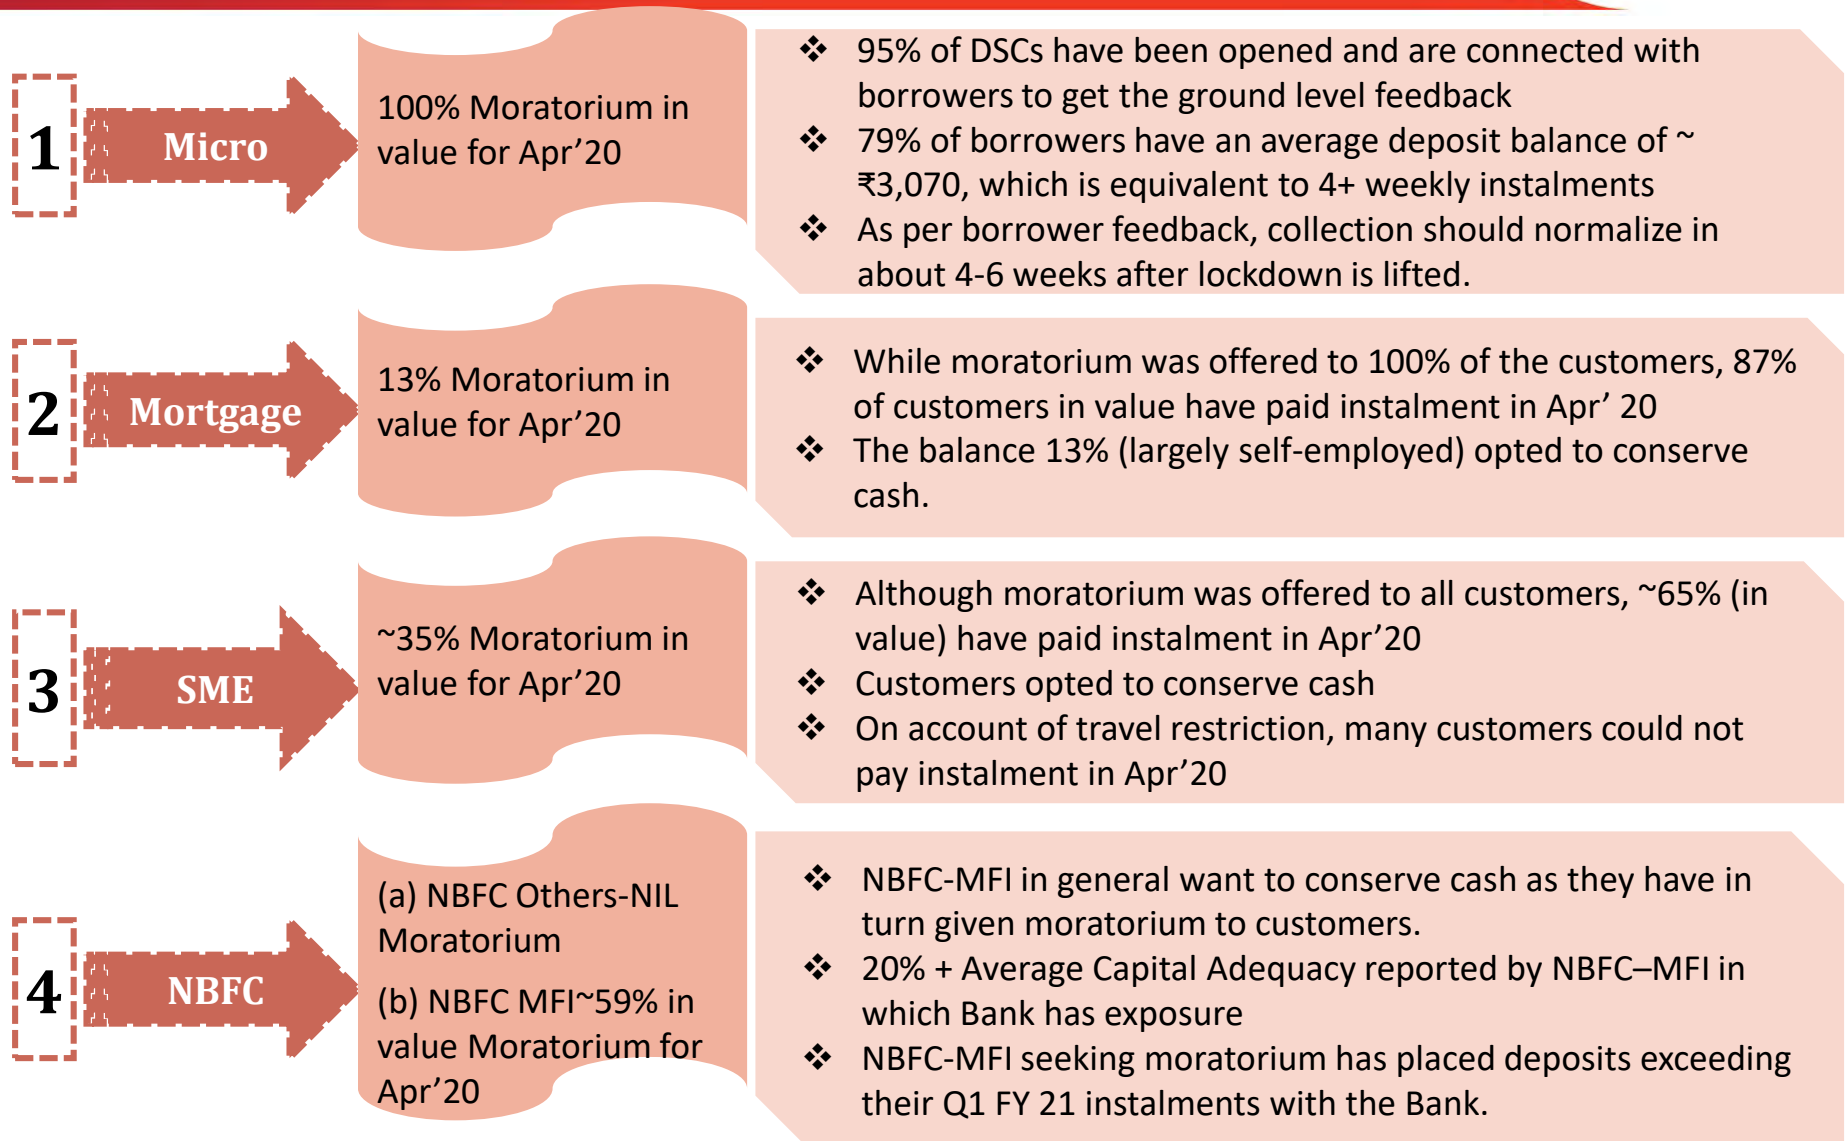 1
Micro
100% Moratorium in
value for Apr’20
❖ 95% of DSCs have been opened and are connected with
borrowers to get the ground level feedback
❖ 79% of borrowers have an average deposit balance of ~
₹3,070, which is equivalent to 4+ weekly instalments
❖ As per borrower feedback, collection should normalize in
about 4-6 weeks after lockdown is lifted.
2
Mortgage
13% Moratorium in
value for Apr’20
❖ While moratorium was offered to 100% of the customers, 87%
of customers in value have paid instalment in Apr’ 20
❖ The balance 13% (largely self-employed) opted to conserve
cash.
3
SME
~35% Moratorium in
value for Apr’20
❖ Although moratorium was offered to all customers, ~65% (in
value) have paid instalment in Apr’20
❖ Customers opted to conserve cash
❖ On account of travel restriction, many customers could not
pay instalment in Apr’20
4
NBFC
(a) NBFC Others-NIL
Moratorium
(b) NBFC MFI~59% in
value Moratorium for
Apr’20
❖ NBFC-MFI in general want to conserve cash as they have in
turn given moratorium to customers.
❖ 20% + Average Capital Adequacy reported by NBFC–MFI in
which Bank has exposure
❖ NBFC-MFI seeking moratorium has placed deposits exceeding
their Q1 FY 21 instalments with the Bank.